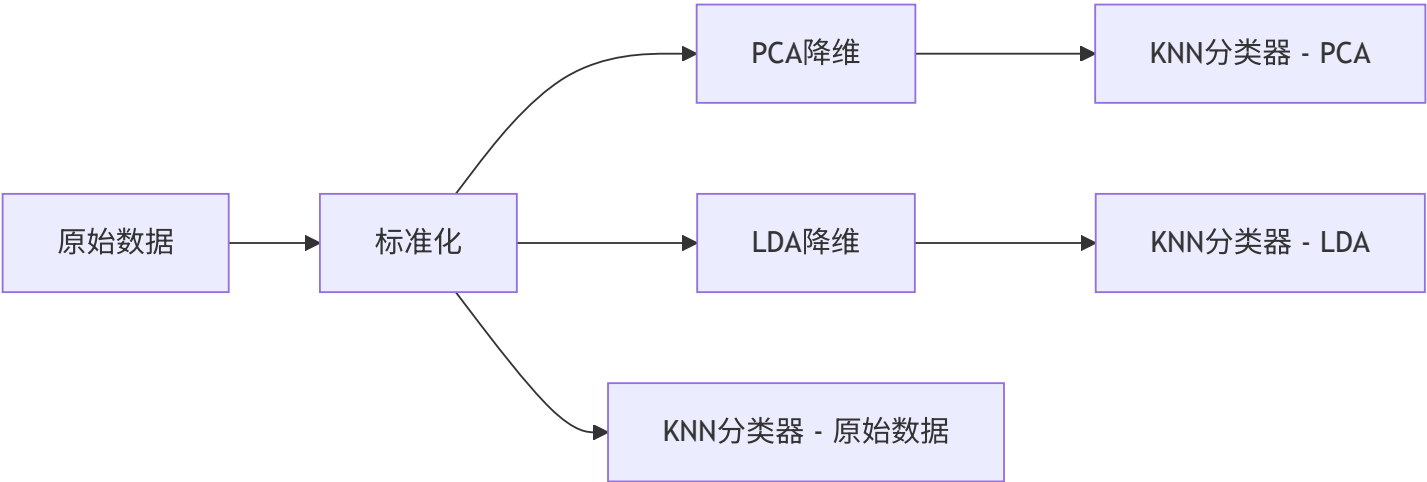 PCA降维
KNN分类器 - PCA
原始数据
标准化
LDA降维
KNN分类器 - LDA
KNN分类器 - 原始数据